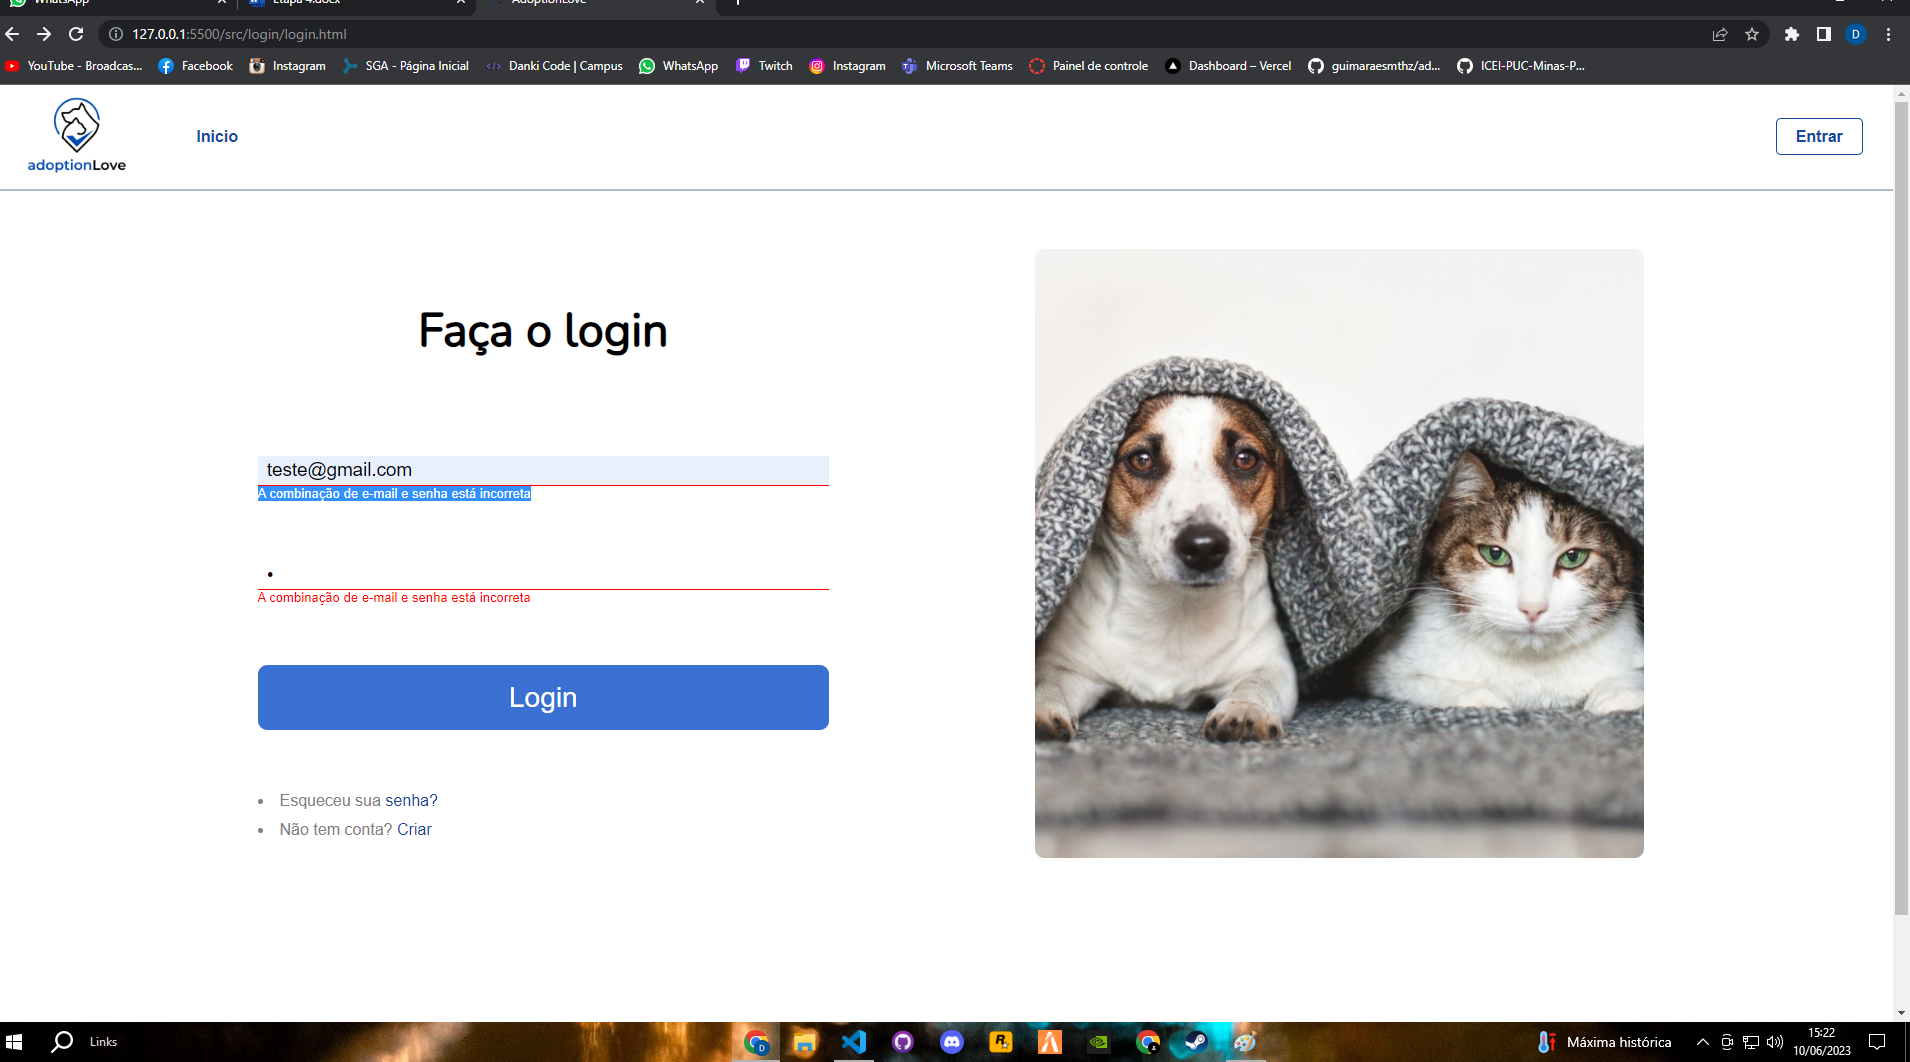 WhatsApp
Etapa 4.docx
AdoptionLove
127.0.0.1:5500/src/login/login.html
D
YouTube - Broadcas...
Facebook
Instagram
SGA - Página Inicial
Danki Code | Campus
WhatsApp
Twitch
Instagram
Microsoft Teams
Painel de controle
Dashboard – Vercel
guimaraesmthz/ad...
ICEI-PUC-Minas-P...
adoptionLove
Inicio
Entrar
Faça o login
teste@gmail.com
A combinação de e-mail e senha está incorreta
•
A combinação de e-mail e senha está incorreta
Login
• Esqueceu sua senha?
• Não tem conta? Criar
Links
Máxima histórica
15:22
10/06/2023